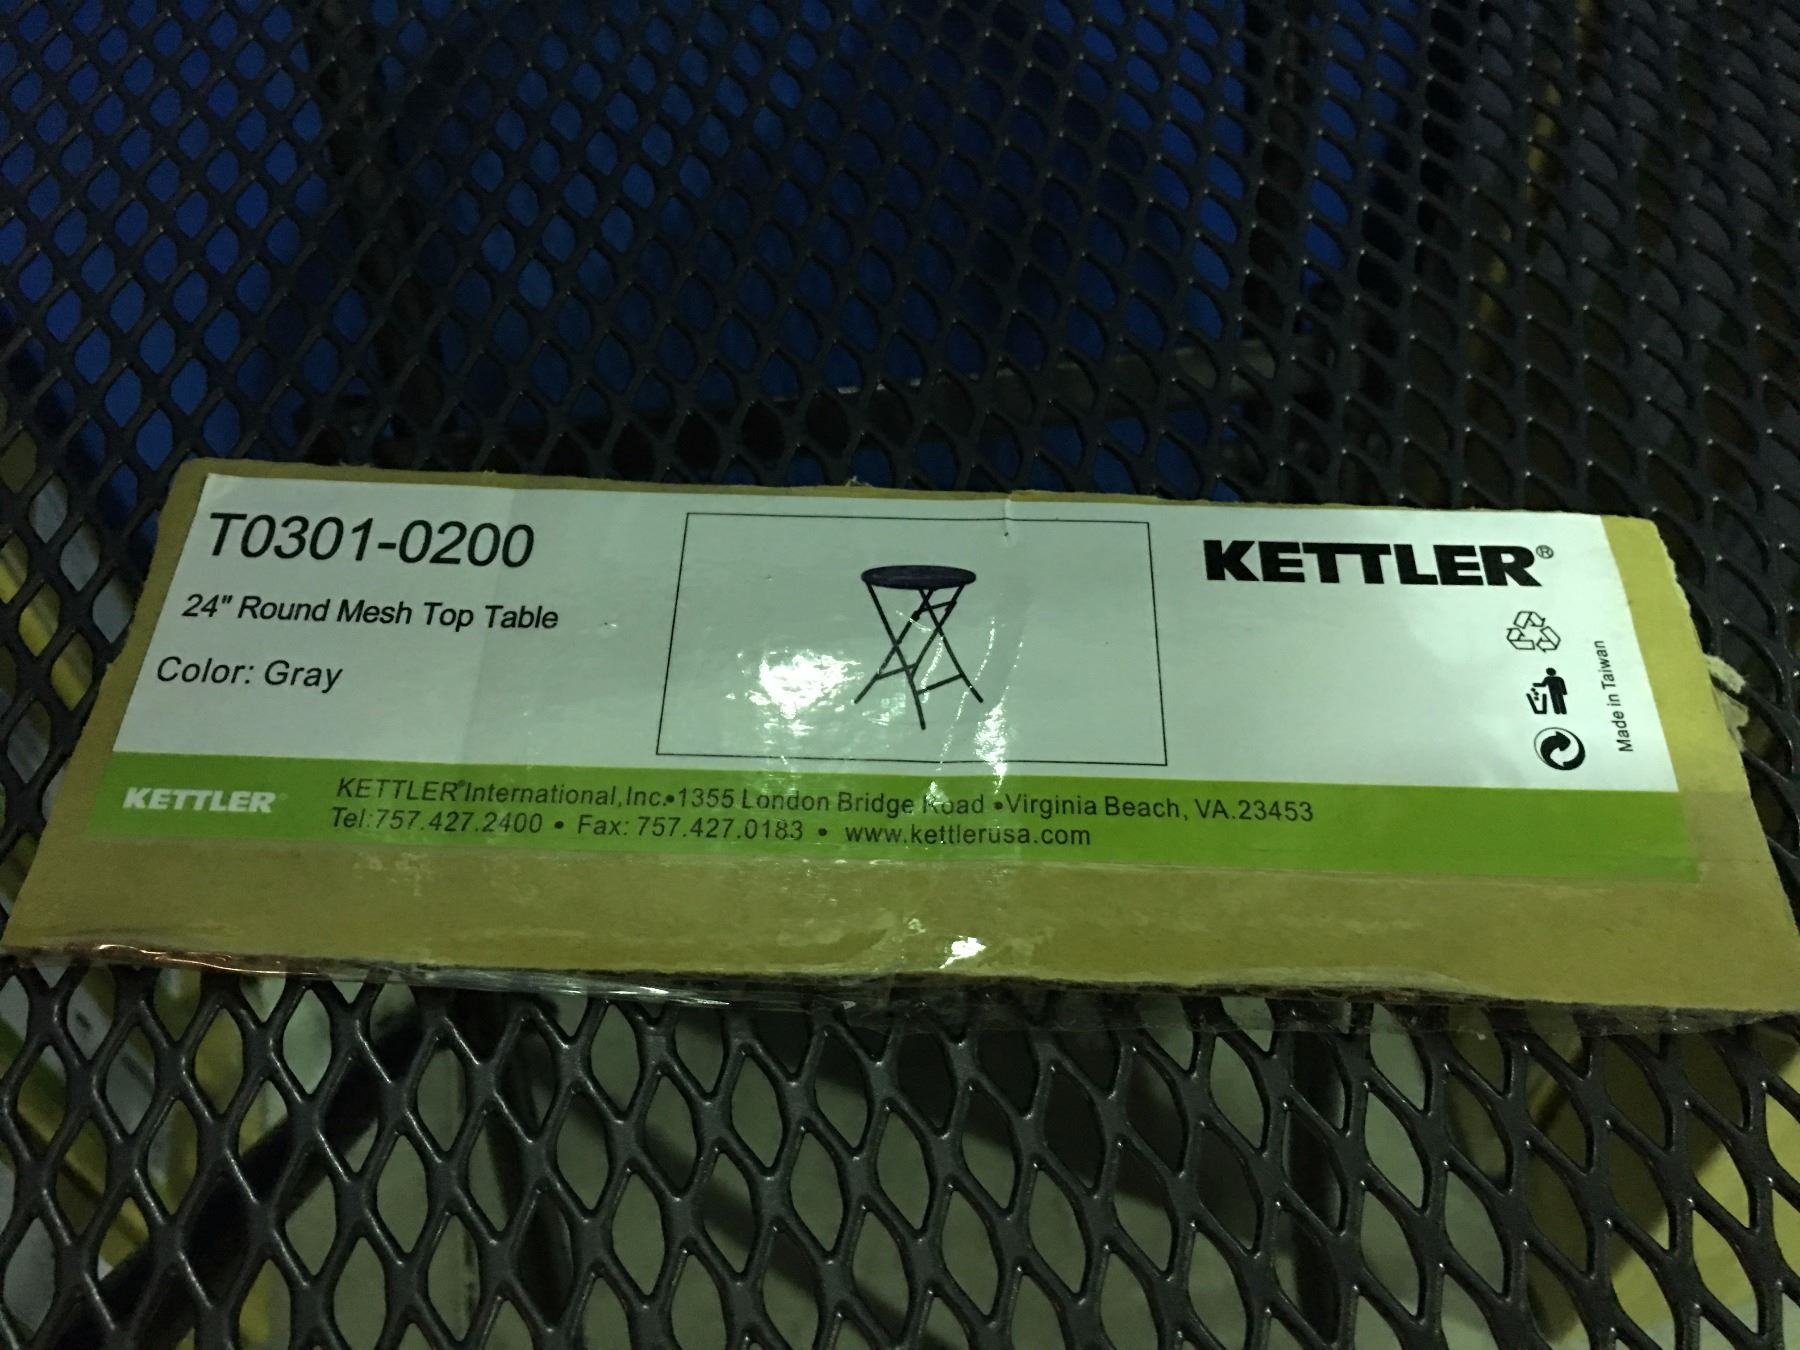 T0301-0200
24" Round Mesh Top Table
Color: Gray
KETTLER®
Made in Taiwan
KETTLER®
KETTLER® International, Inc. • 1355 London Bridge Road • Virginia Beach, VA. 23453
Tel: 757.427.2400 • Fax: 757.427.0183 • www.kettlerusa.com